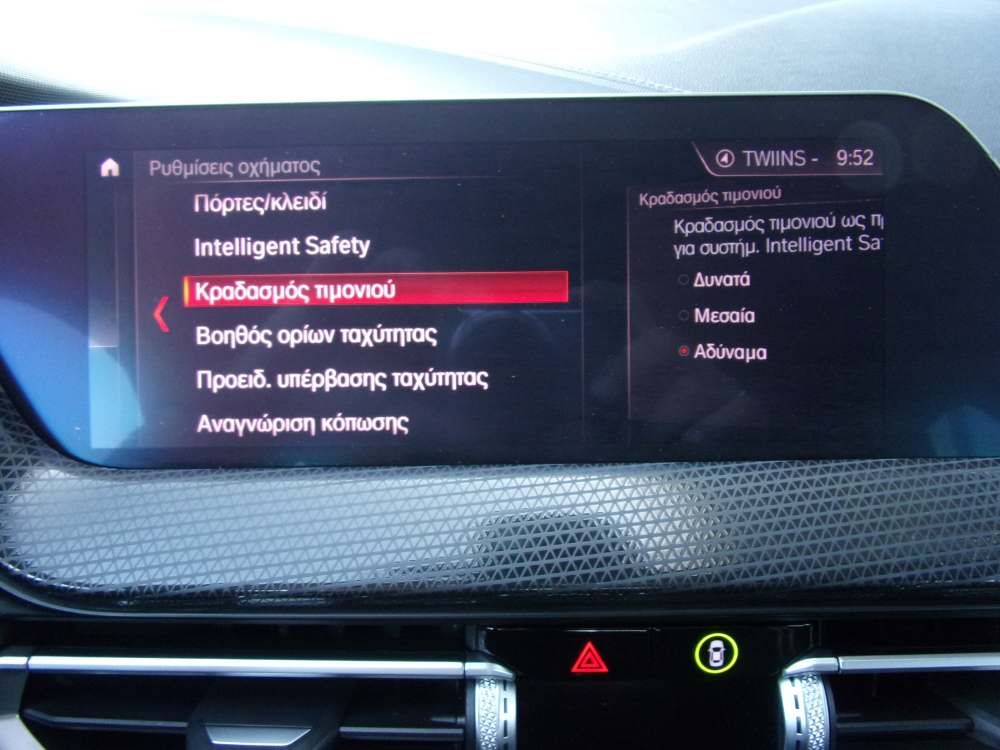 Ρυθμίσεις οχήματος
TWIINS - 9:52
Πόρτες/κλειδί
Intelligent Safety
Κραδασμός τιμονιού
Βοηθός ορίων ταχύτητας
Προειδ. υπέρβασης ταχύτητας
Αναγνώριση κόπωσης
Κραδασμός τιμονιού
Κραδασμός τιμονιού ως
για συστήμ. Intelligent
Δυνατά
Μεσαία
Αδύναμα